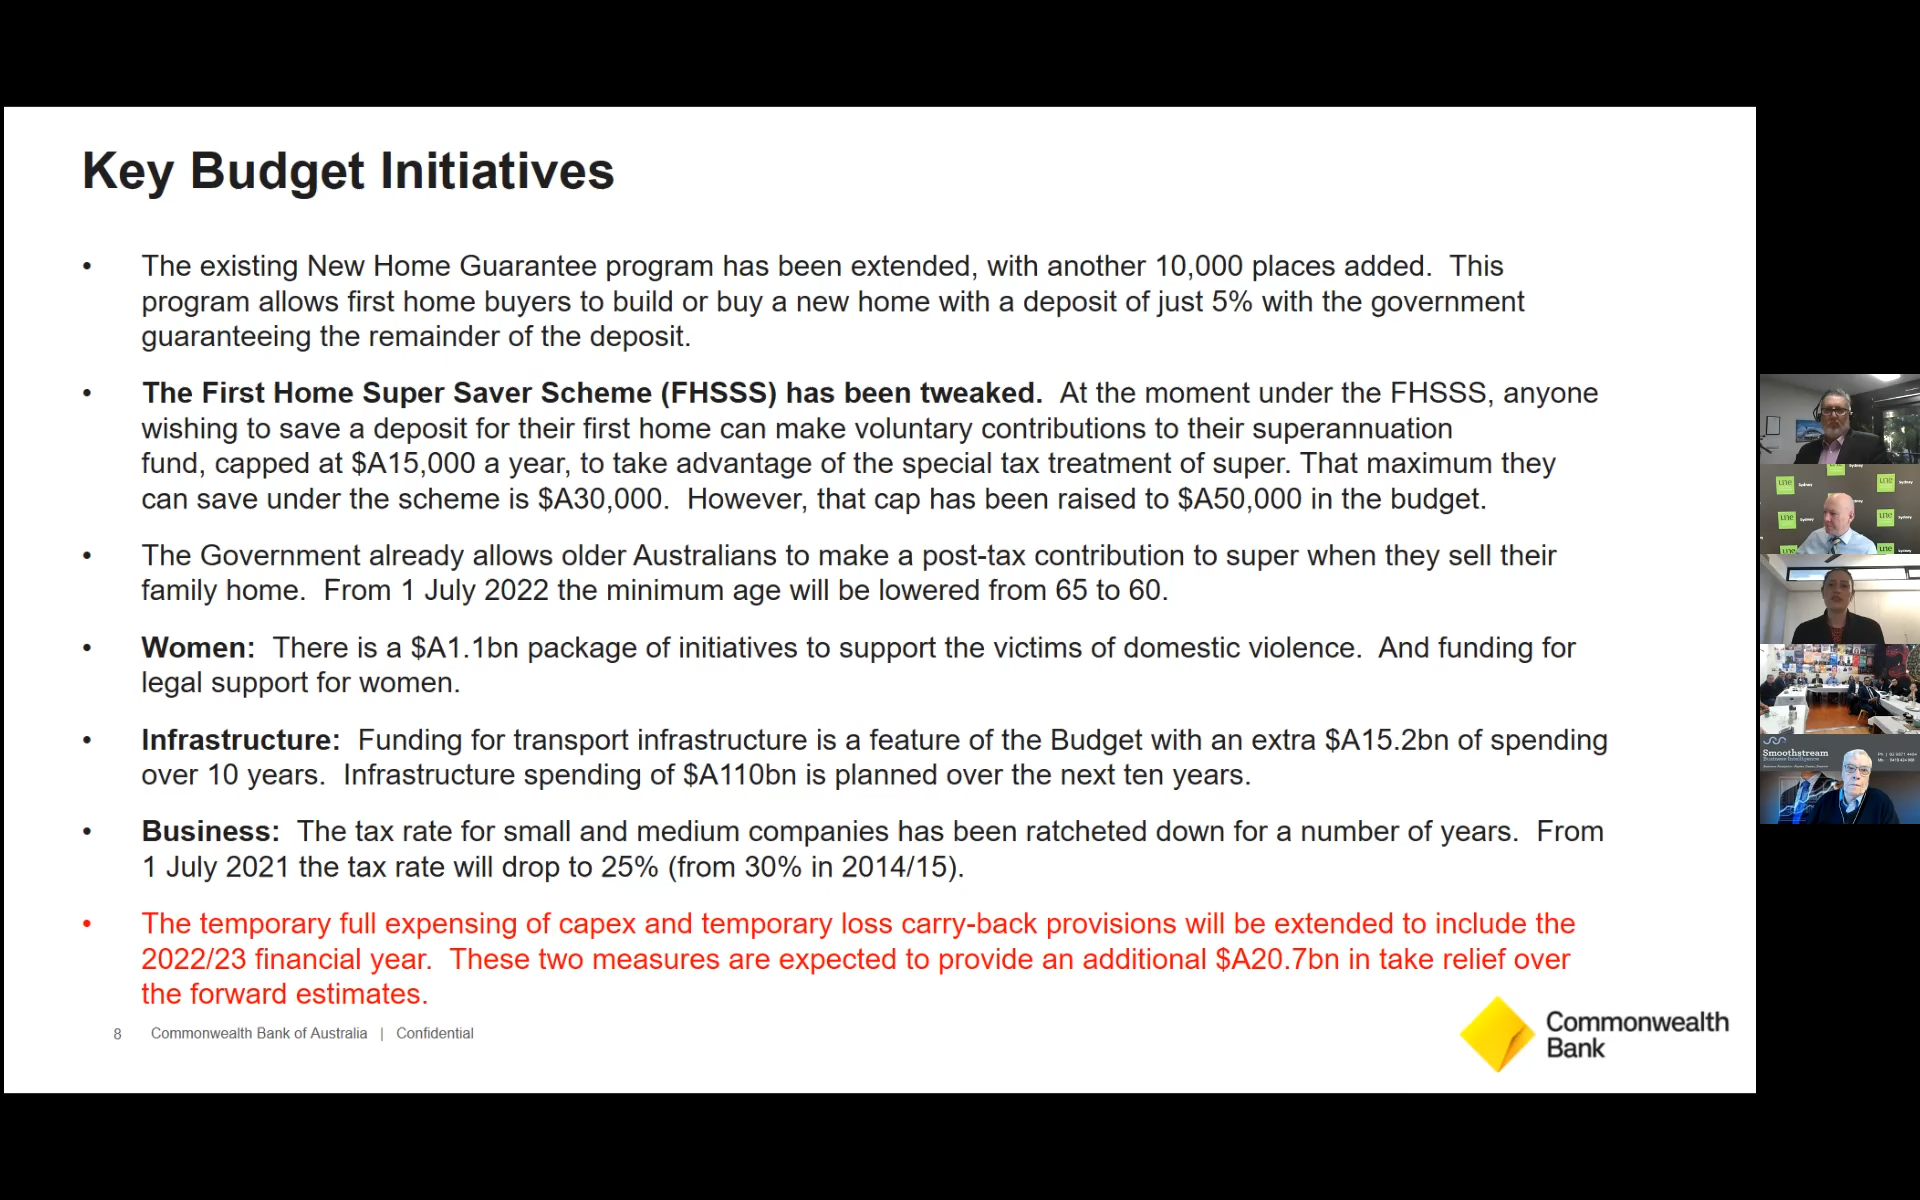 Key Budget Initiatives
• The existing New Home Guarantee program has been extended, with another 10,000 places added. This
program allows first home buyers to build or buy a new home with a deposit of just 5% with the government
guaranteeing the remainder of the deposit.
• The First Home Super Saver Scheme (FHSSS) has been tweaked. At the moment under the FHSSS, anyone
wishing to save a deposit for their first home can make voluntary contributions to their superannuation
fund, capped at $A15,000 a year, to take advantage of the special tax treatment of super. That maximum they
can save under the scheme is $A30,000. However, that cap has been raised to $A50,000 in the budget.
• The Government already allows older Australians to make a post-tax contribution to super when they sell their
family home. From 1 July 2022 the minimum age will be lowered from 65 to 60.
• Women: There is a $A1.1bn package of initiatives to support the victims of domestic violence. And funding for
legal support for women.
• Infrastructure: Funding for transport infrastructure is a feature of the Budget with an extra $A15.2bn of spending
over 10 years. Infrastructure spending of $A110bn is planned over the next ten years.
• Business: The tax rate for small and medium companies has been ratcheted down for a number of years. From
1 July 2021 the tax rate will drop to 25% (from 30% in 2014/15).
• The temporary full expensing of capex and temporary loss carry-back provisions will be extended to include the
2022/23 financial year. These two measures are expected to provide an additional $A20.7bn in take relief over
the forward estimates.
8 Commonwealth Bank of Australia | Confidential
Commonwealth
Bank
une Sydney une Sydney
une Sydney une Sydney
une
Smoothstream
Business Intelligence